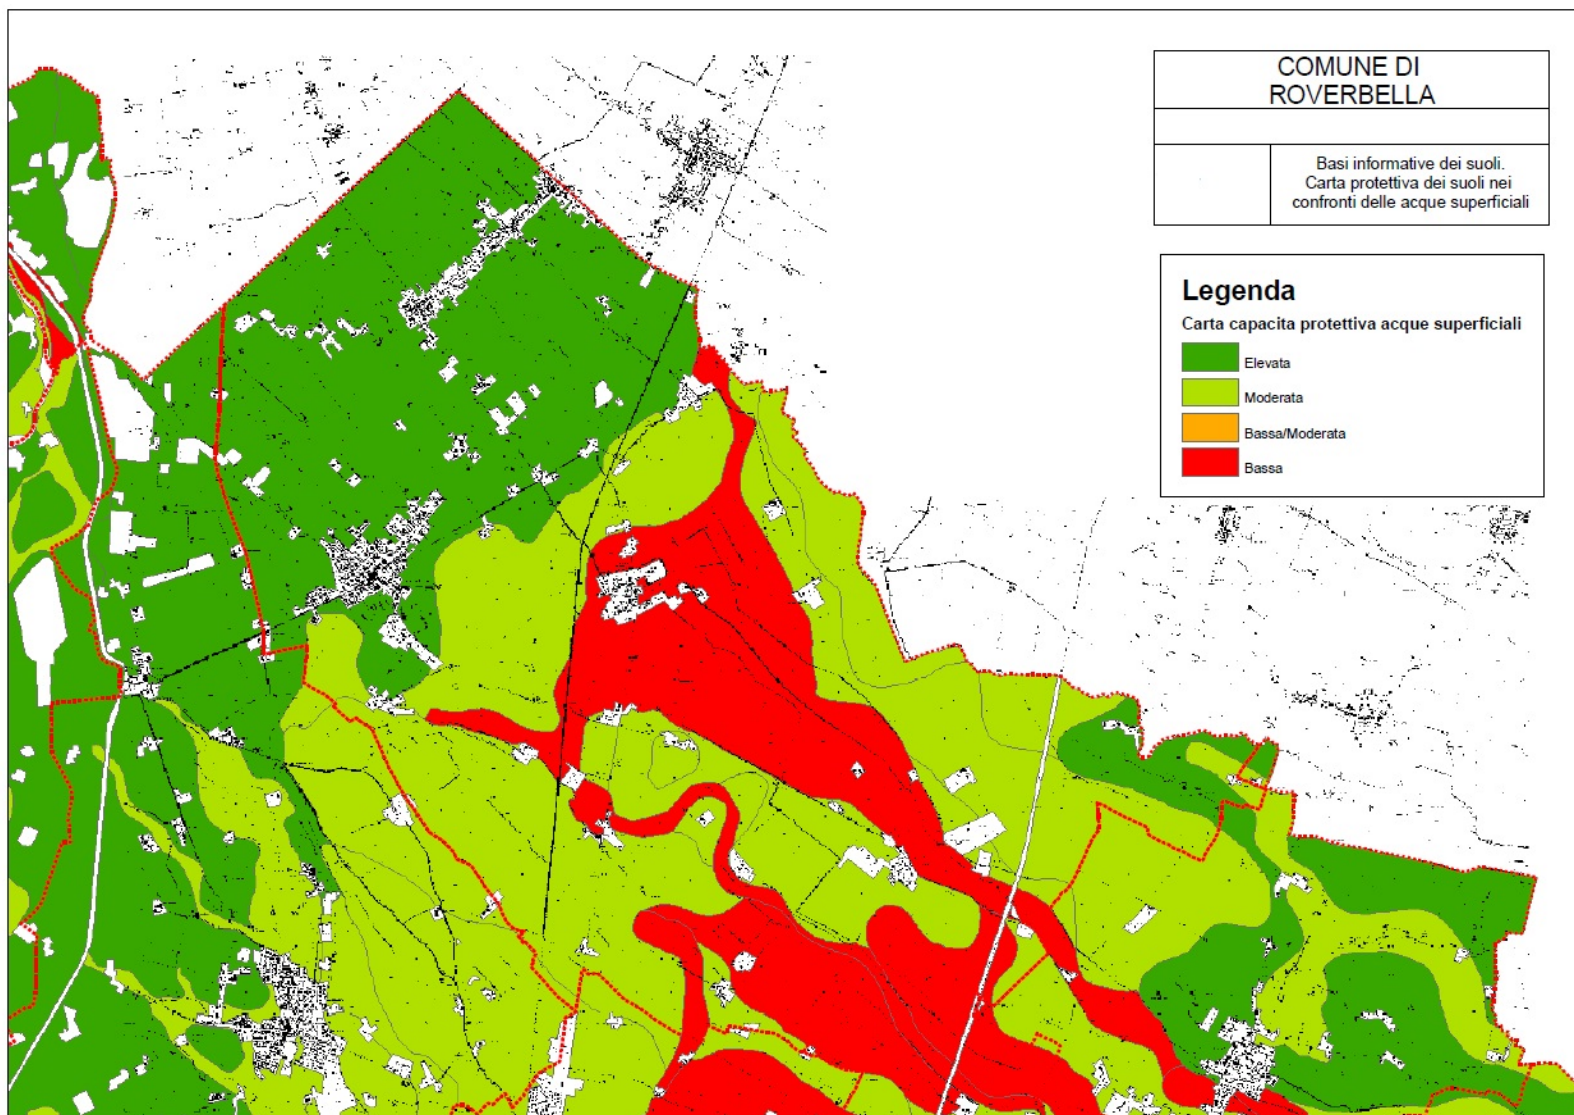 COMUNE DI
ROVERBELLA
Basi informative dei suoli.
Carta protettiva dei suoli nei
confronti delle acque superficiali
Legenda
Carta capacita protettiva acque superficiali
Elevata
Moderata
Bassa/Moderata
Bassa